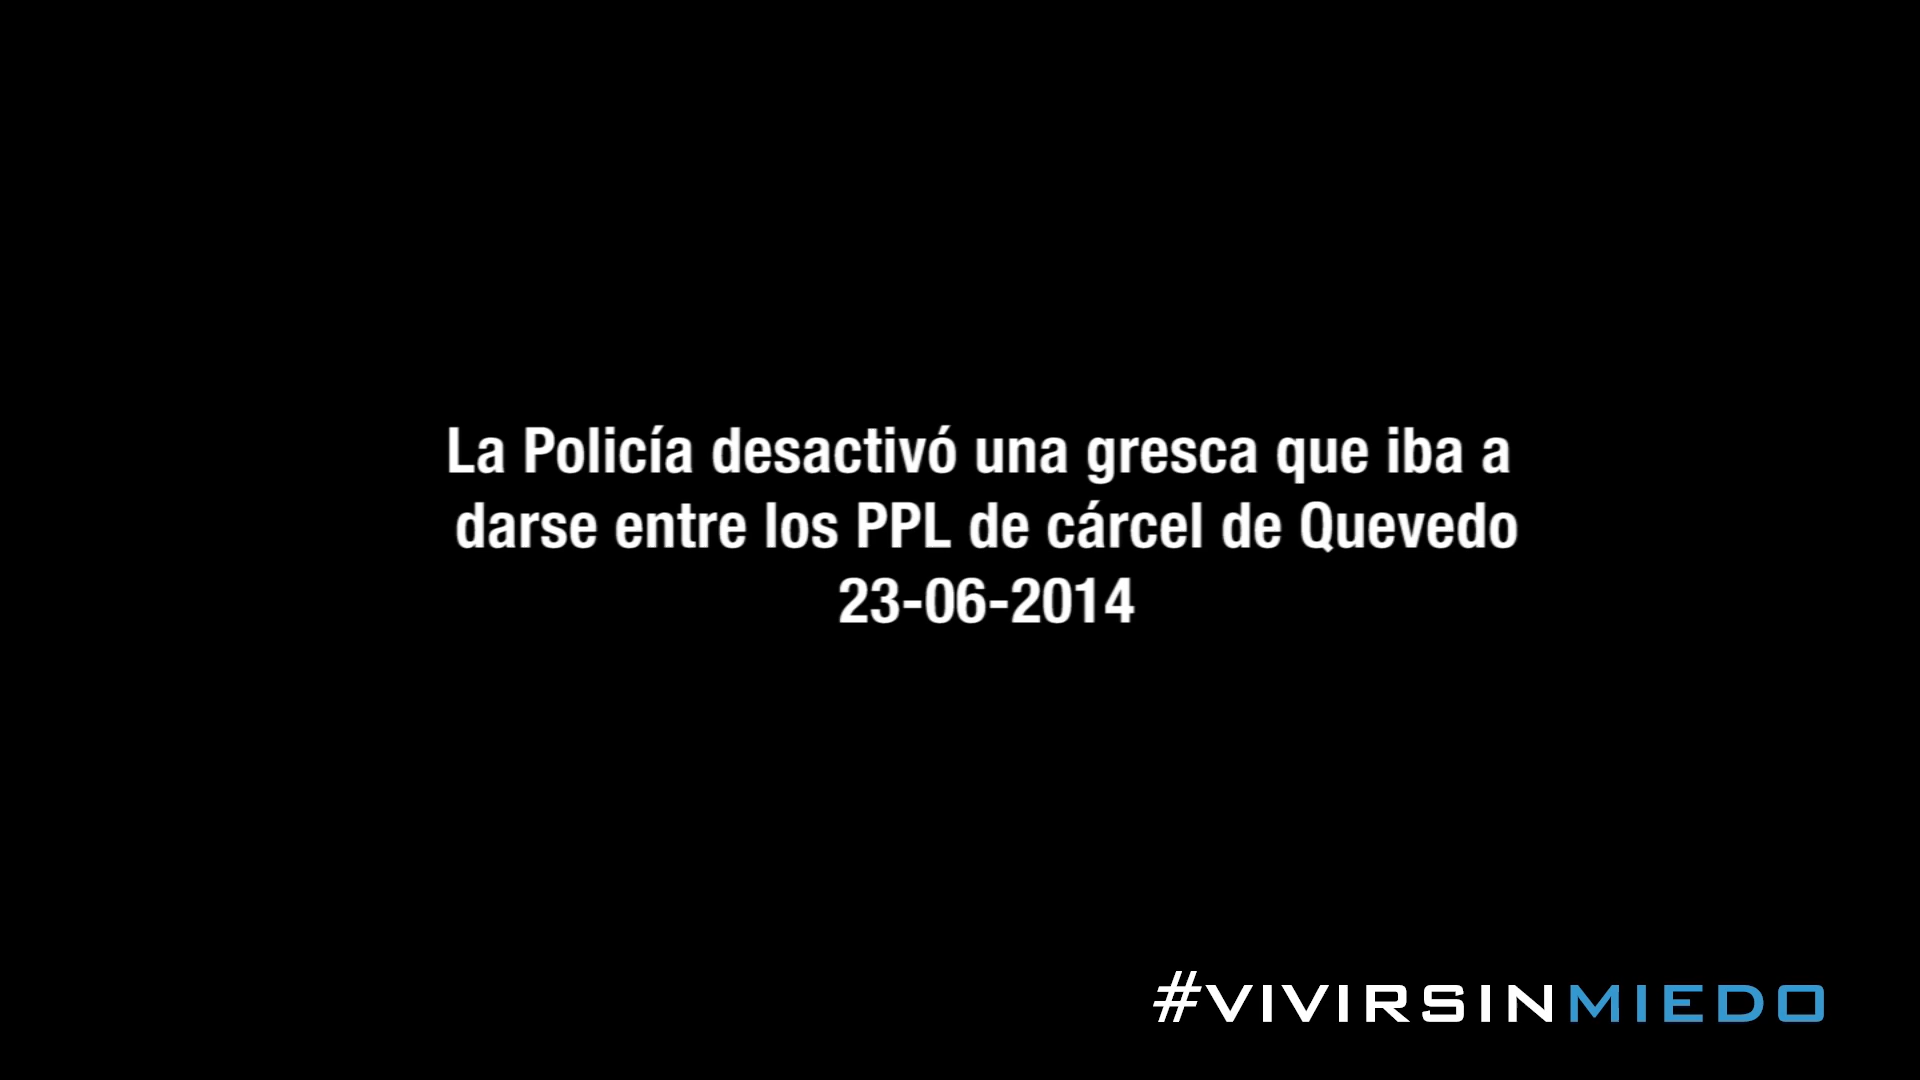 La Policía desactivó una gresca que iba a
darse entre los PPL de cárcel de Quevedo
23-06-2014
#VIVIRSINMIEDO